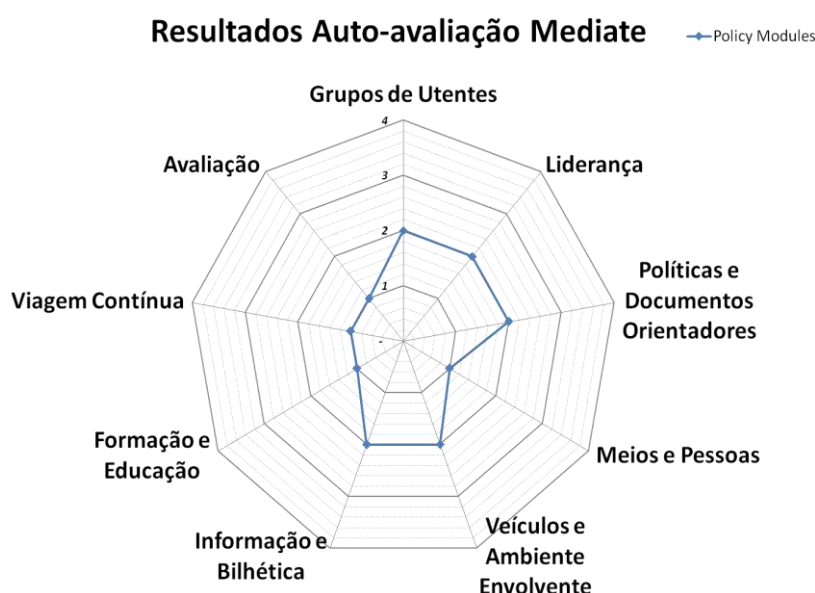 Resultados Auto-avaliação Mediate
Policy Modules
Grupos de Utentes
4
Avaliação
Liderança
3
2
Políticas e
Documentos
Orientadores
Viagem Contínua
1
-
Formação e
Educação
Meios e Pessoas
Informação e
Bilhética
Veículos e
Ambiente
Envolvente